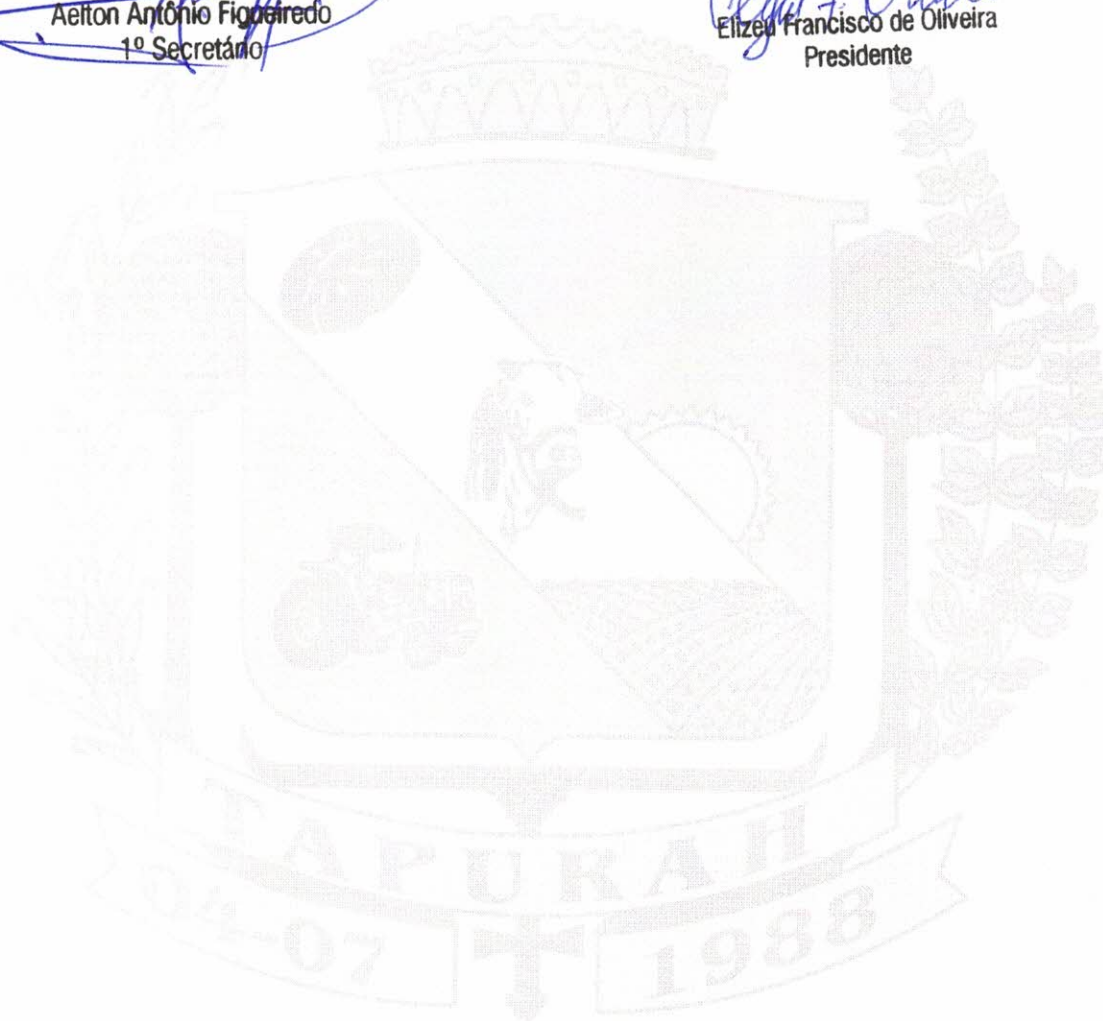 Aelton Antônio Figueiredo
1º Secretário
Elizeu Francisco de Oliveira
Presidente
TAPURAH
04-07 1988